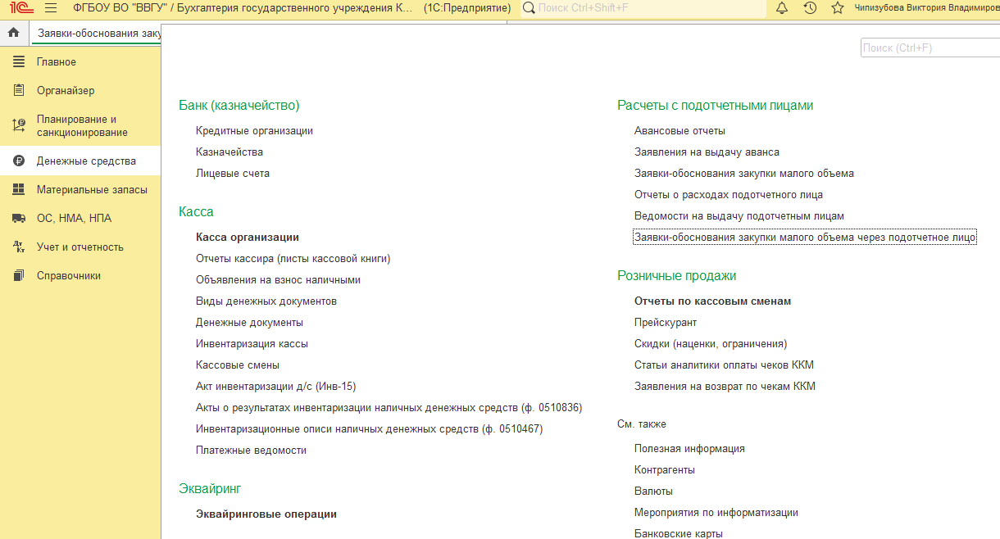 1С ФГБОУ ВО "ВВГУ" / Бухгалтерия государственного учреждения К... (1С:Предприятие) Поиск Ctrl+Shift+F Чипизубова Виктория Владимиров
Заявки-обоснования заку
Поиск (Ctrl+F)
Главное
Органайзер
Планирование и
санкционирование
Денежные средства
Материальные запасы
ОС, НМА, НПА
Учет и отчетность
Справочники
Банк (казначейство)
Кредитные организации
Казначейства
Лицевые счета
Касса
Касса организации
Отчеты кассира (листы кассовой книги)
Объявления на взнос наличными
Виды денежных документов
Денежные документы
Инвентаризация кассы
Кассовые смены
Акт инвентаризации д/с (Инв-15)
Акты о результатах инвентаризации наличных денежных средств (ф. 0510836)
Инвентаризационные описи наличных денежных средств (ф. 0510467)
Платежные ведомости
Эквайринг
Эквайринговые операции
Расчеты с подотчетными лицами
Авансовые отчеты
Заявления на выдачу аванса
Заявки-обоснования закупки малого объема
Отчеты о расходах подотчетного лица
Ведомости на выдачу подотчетным лицам
Заявки-обоснования закупки малого объема через подотчетное лицо
Розничные продажи
Отчеты по кассовым сменам
Прейскурант
Скидки (наценки, ограничения)
Статьи аналитики оплаты чеков ККМ
Заявления на возврат по чекам ККМ
См. также
Полезная информация
Контрагенты
Валюты
Мероприятия по информатизации
Банковские карты